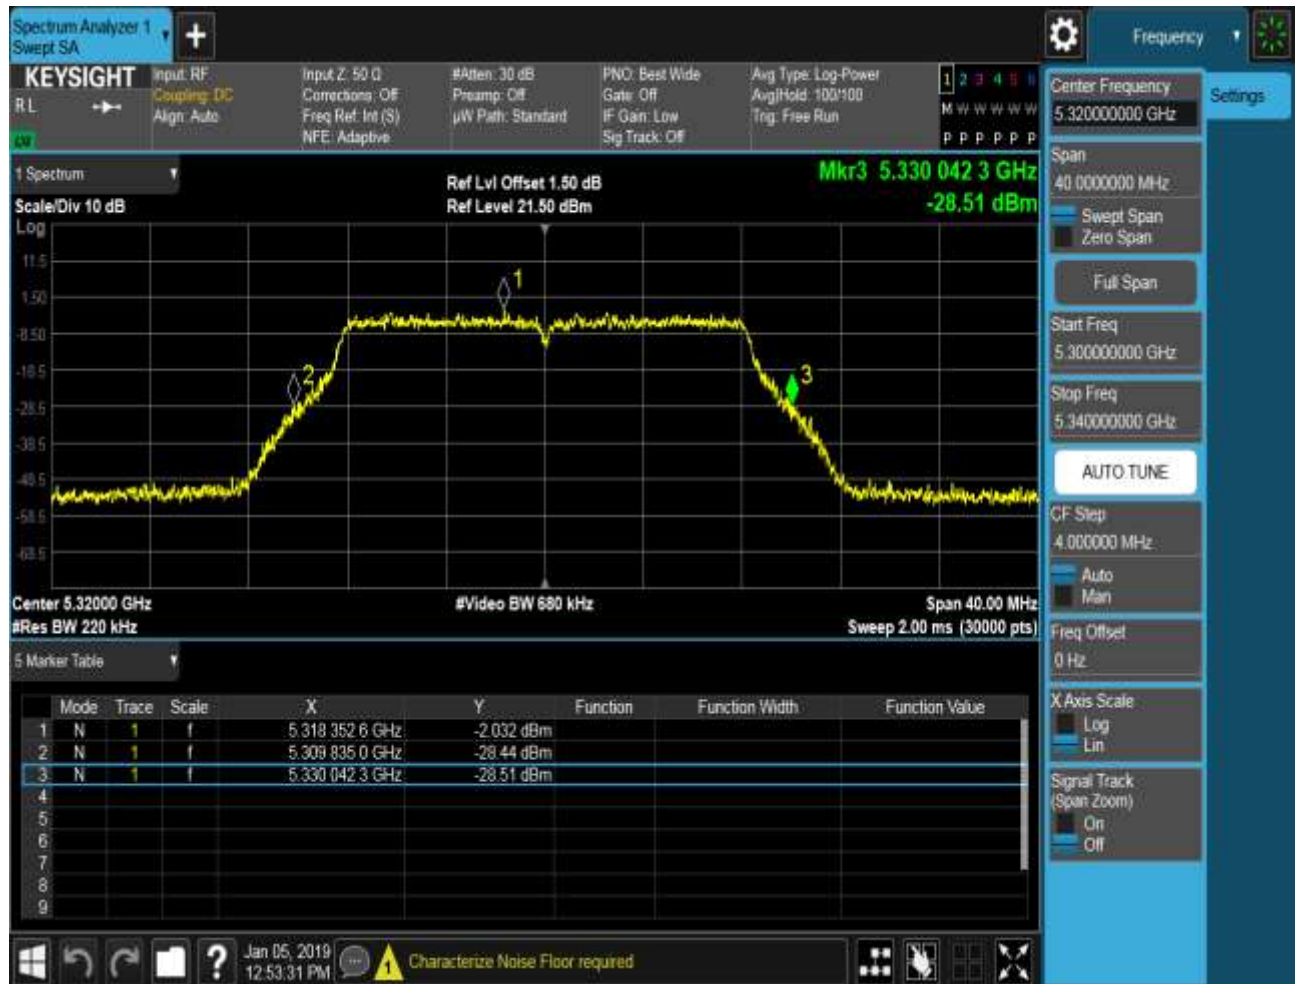 Spectrum Analyzer 1
Swept SA
+
Frequency
KEYSIGHT
R L
Input: RF
Coupling: DC
Align: Auto
Input Z: 50 Ω
Corrections: Off
Freq Ref: Int (S)
NFE: Adaptive
#Atten: 30 dB
Preamp: Off
µW Path: Standard
PNO: Best Wide
Gate: Off
IF Gain: Low
Sig Track: Off
Avg Type: Log-Power
Avg|Hold: 100/100
Trig: Free Run
1 2 3 4 5 6
M W W W W W
P P P P P P
Center Frequency
5.320000000 GHz
Settings
Span
40.0000000 MHz
Swept Span
Zero Span
Full Span
Start Freq
5.300000000 GHz
Stop Freq
5.340000000 GHz
AUTO TUNE
CF Step
4.000000 MHz
Auto
Man
Freq Offset
0 Hz
X Axis Scale
Log
Lin
Signal Track
(Span Zoom)
On
Off
1 Spectrum
Scale/Div 10 dB
Log
Ref Lvl Offset 1.50 dB
Ref Level 21.50 dBm
Mkr3 5.330 042 3 GHz
-28.51 dBm
11.5
1.50
-8.50
-18.5
-28.5
-38.5
-48.5
-58.5
-68.5
1
2
3
Center 5.32000 GHz
#Res BW 220 kHz
#Video BW 680 kHz
Span 40.00 MHz
Sweep 2.00 ms (30000 pts)
5 Marker Table
Mode Trace Scale X Y Function Function Width Function Value
1 N 1 f 5.318 352 6 GHz -2.032 dBm
2 N 1 f 5.309 835 0 GHz -28.44 dBm
3 N 1 f 5.330 042 3 GHz -28.51 dBm
4
5
6
7
8
9
?
Jan 05, 2019
12:53:31 PM
1
Characterize Noise Floor required